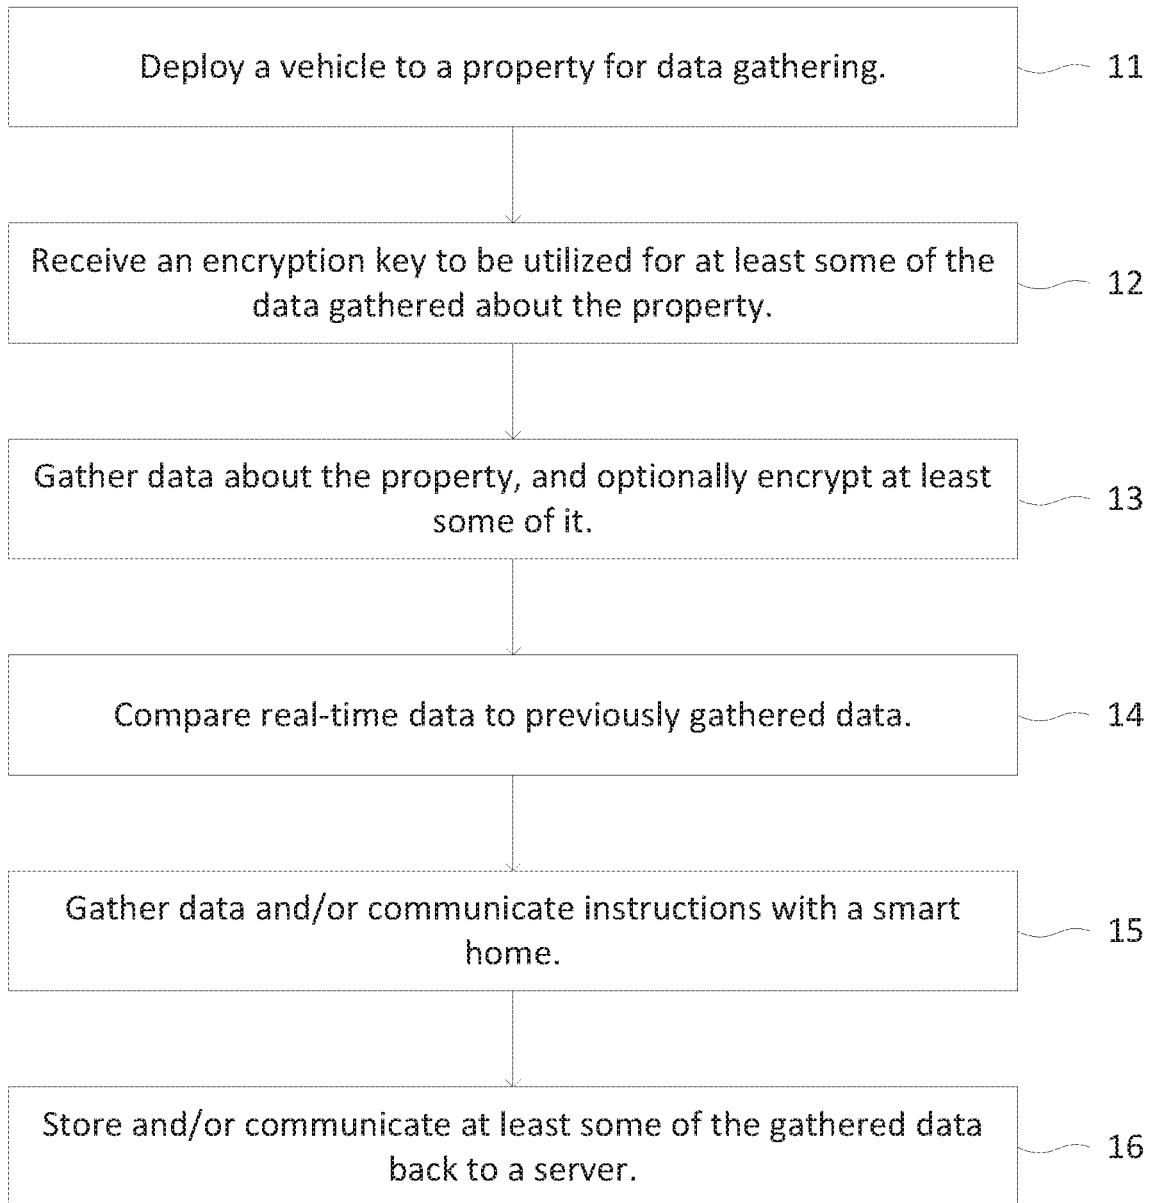 Deploy a vehicle to a property for data gathering.
11
Receive an encryption key to be utilized for at least some of the
data gathered about the property.
12
Gather data about the property, and optionally encrypt at least
some of it.
13
Compare real-time data to previously gathered data.
14
Gather data and/or communicate instructions with a smart
home.
15
Store and/or communicate at least some of the gathered data
back to a server.
16